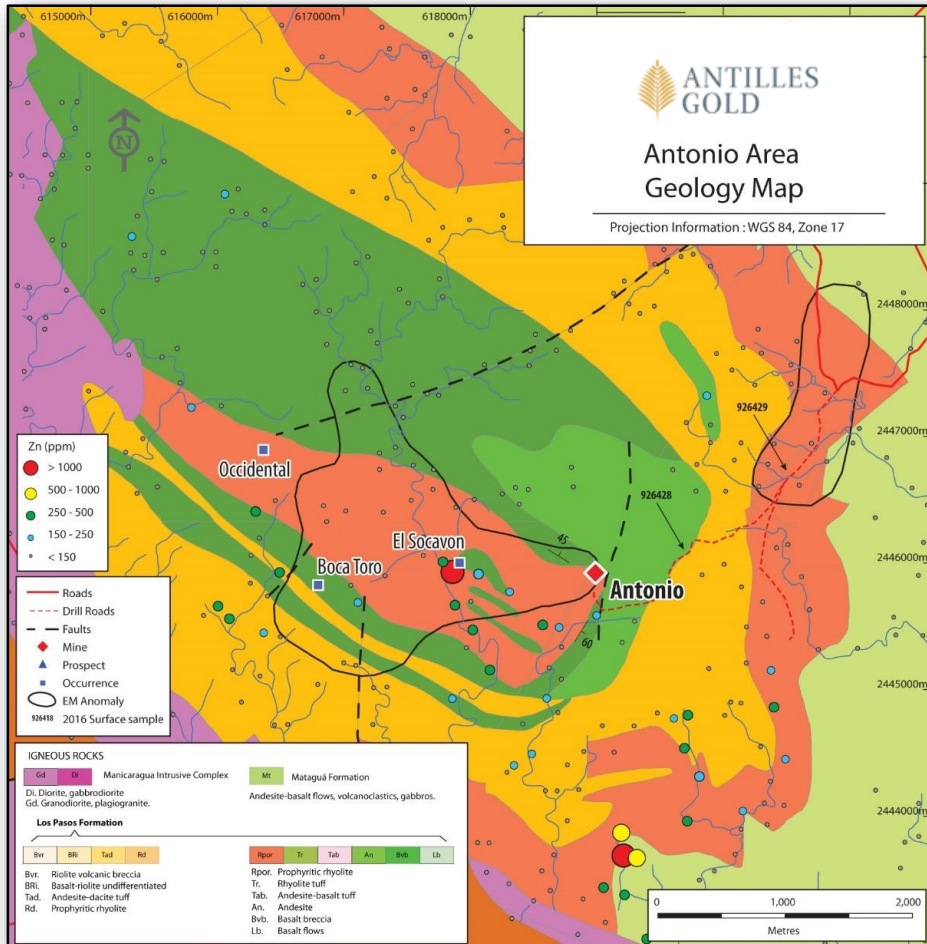 615000m
616000m
617000m
618000m
ANTILLES
GOLD
Antonio Area
Geology Map
Projection Information : WGS 84, Zone 17
N
2448000m
926429
2447000m
Zn (ppm)
> 1000
500 - 1000
250 - 500
150 - 250
< 150
Occidental
926428
El Socavon
45
2446000m
Boca Toro
Antonio
60
Roads
Drill Roads
Faults
Mine
Prospect
Occurrence
EM Anomaly
926418 2016 Surface sample
2445000m
IGNEOUS ROCKS
Gd Di Manicaragua Intrusive Complex
Mt Mataguá Formation
Di. Diorite, gabbrodiorite
Gd. Granodiorite, plagiogranite.
Andesite-basalt flows, volcanoclastics, gabbros.
Los Pasos Formation
2444000m
Bvr BRi Tad Rd
Rpor Tr Tab An Bvb Lb
Bvr. Riolite volcanic breccia
BRi. Basalt-riolite undifferentiated
Tad. Andesite-dacite tuff
Rd. Prophyritic rhyolite
Rpor. Prophyritic rhyolite
Tr. Rhyolite tuff
Tab. Andesite-basalt tuff
An. Andesite
Bvb. Basalt breccia
Lb. Basalt flows
0 1,000 2,000
Metres